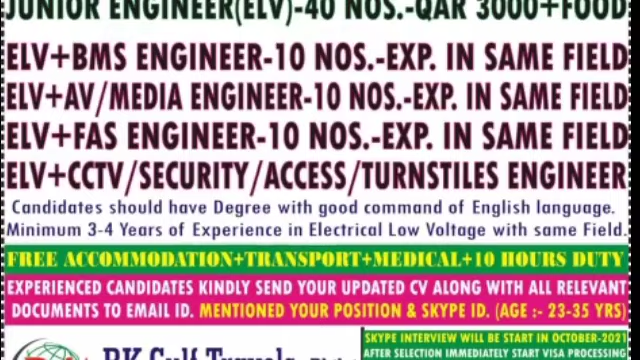 JUNIOR ENGINEER(ELV)-40 NOS.-QAR 3000+FOOD
ELV+BMS ENGINEER-10 NOS.-EXP. IN SAME FIELD
ELV+AV/MEDIA ENGINEER-10 NOS.-EXP. IN SAME FIELD
ELV+FAS ENGINEER-10 NOS.-EXP. IN SAME FIELD
ELV+CCTV/SECURITY/ACCESS/TURNSTILES ENGINEER
Candidates should have Degree with good command of English language.
Minimum 3-4 Years of Experience in Electrical Low Voltage with same Field.
FREE ACCOMMODATION+TRANSPORT+MEDICAL+10 HOURS DUTY
EXPERIENCED CANDIDATES KINDLY SEND YOUR UPDATED CV ALONG WITH ALL RELEVANT
DOCUMENTS TO EMAIL ID. MENTIONED YOUR POSITION & SKYPE ID. (AGE :- 23-35 YRS)
SKYPE INTERVIEW WILL BE START IN OCTOBER-2021
AFTER SELECTION IMMEDIATELY START VISA PROCESSING
RK Gulf Travels